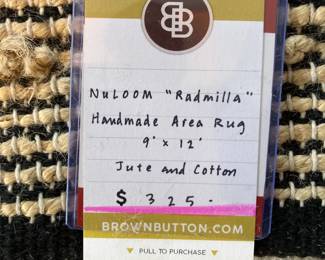 BB
NuLOOM "Radmilla"
Handmade Area Rug
9' x 12'
Jute and Cotton
$ 325.
BROWNBUTTON.COM
PULL TO PURCHASE